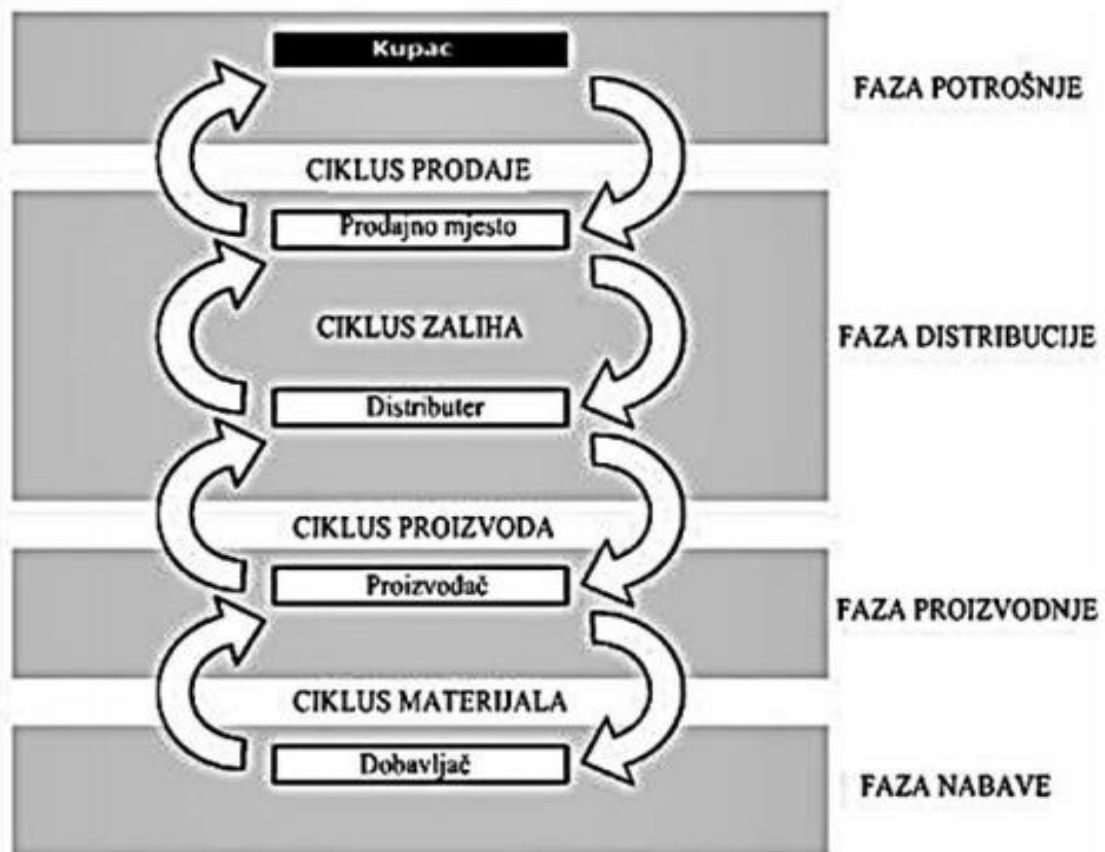 Kupac
FAZA POTROŠNJE
CIKLUS PRODAJE
Prodajno mjesto
CIKLUS ZALIHA
FAZA DISTRIBUCIJE
Distributer
CIKLUS PROIZVODA
Proizvođač
FAZA PROIZVODNJE
CIKLUS MATERIJALA
Dobavljač
FAZA NABAVE